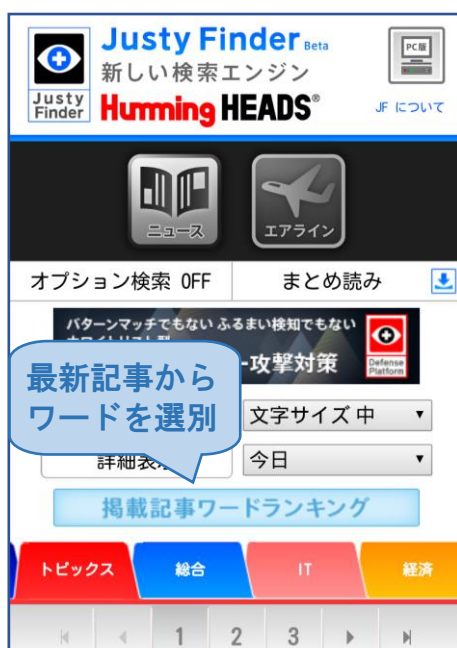 Justy Finder Beta
新しい検索エンジン
Humming HEADS®
Justy
Finder
PC版
JF について
ニュース
エアライン
オプション検索 OFF
まとめ読み
パターンマッチでもない ふるまい検知でもない
攻撃対策
Defense
Platform
最新記事から
ワードを選別
文字サイズ 中
詳細表
今日
掲載記事ワードランキング
トピックス
総合
IT
経済
1
2
3